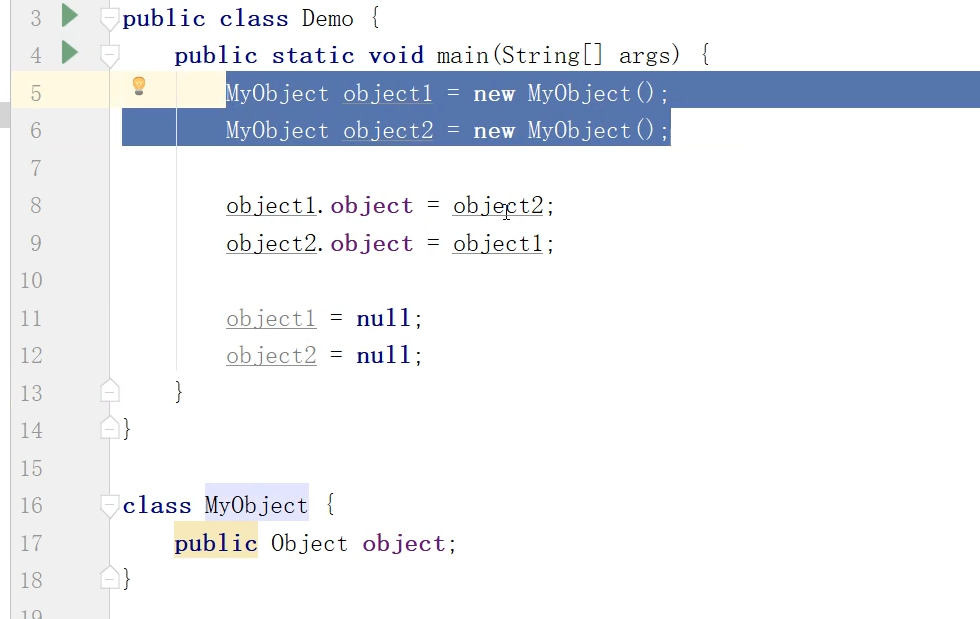 3 public class Demo {
4 public static void main(String[] args) {
5 MyObject object1 = new MyObject();
6 MyObject object2 = new MyObject();
7
8 object1.object = object2;
9 object2.object = object1;
10
11 object1 = null;
12 object2 = null;
13 }
14 }
15
16 class MyObject {
17 public Object object;
18 }
19